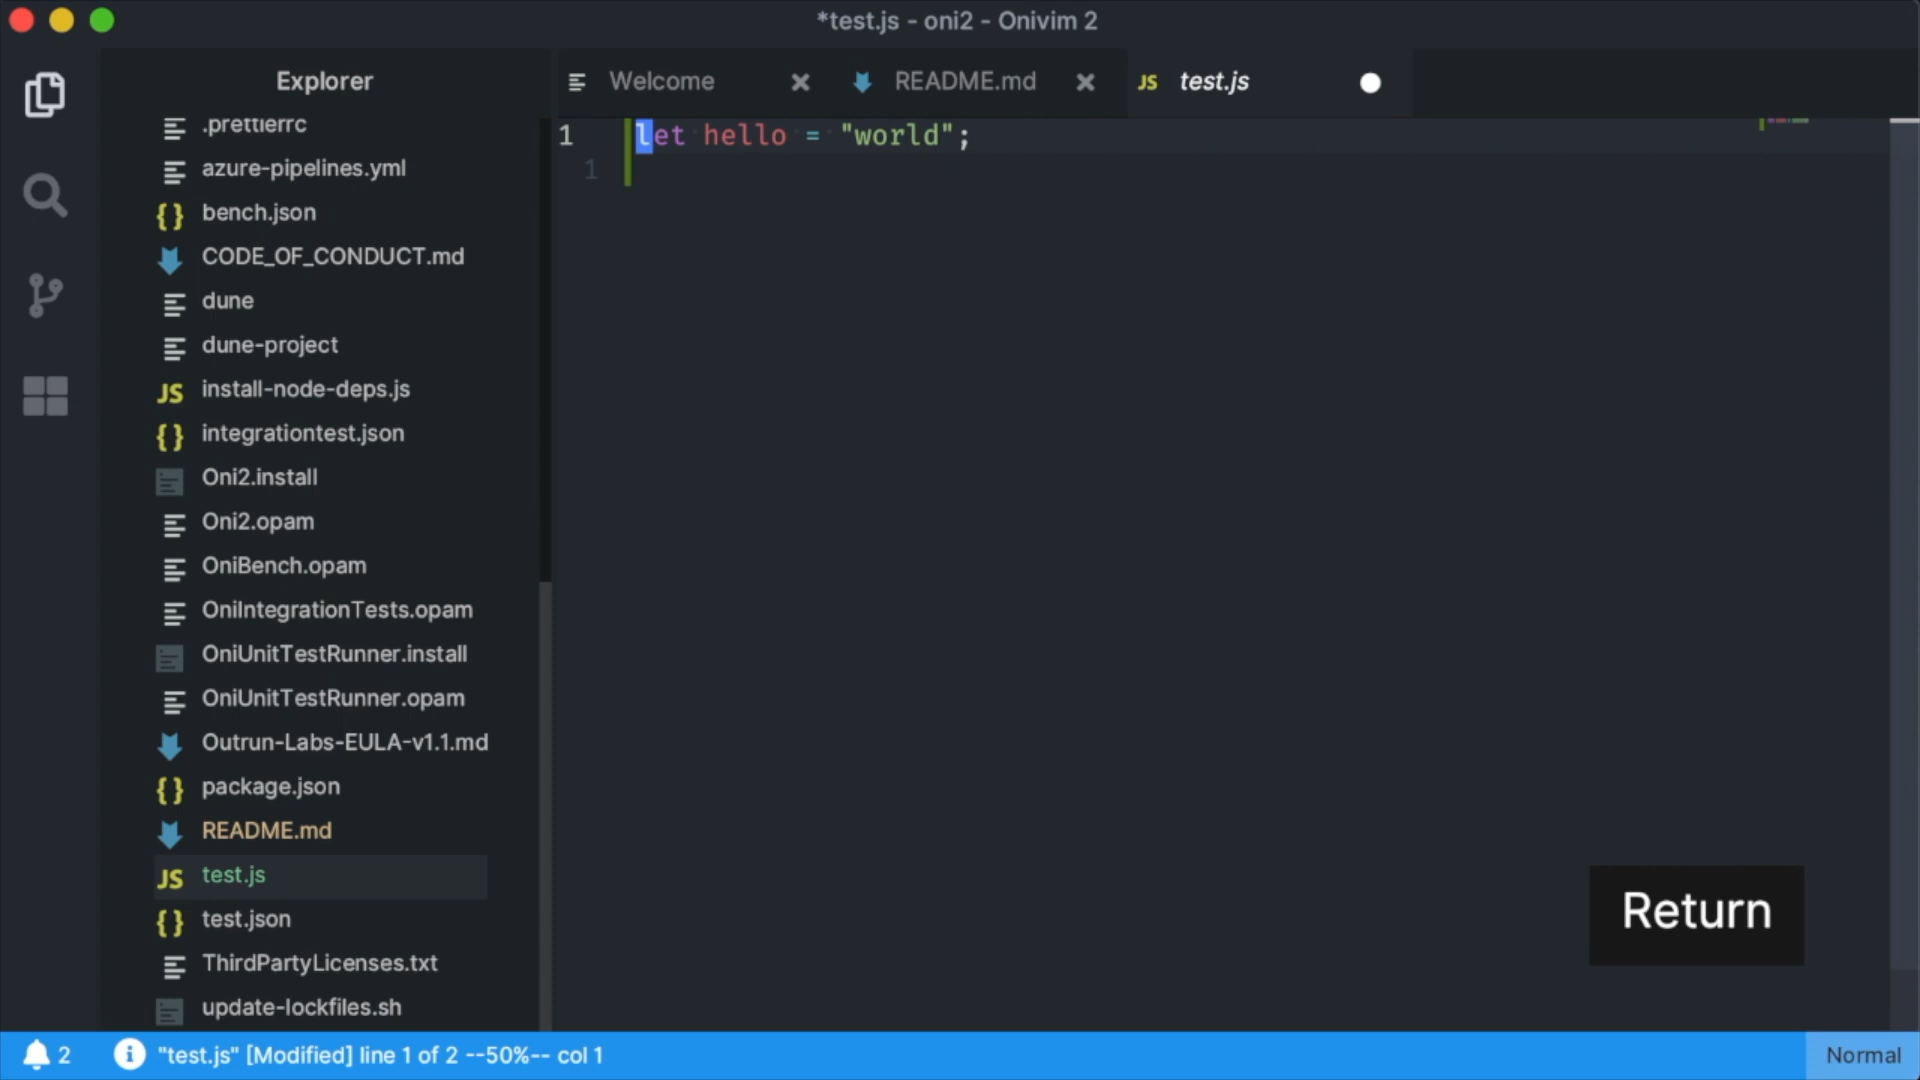 *test.js - oni2 - Onivim 2
Explorer
Welcome
README.md
JS test.js
.prettierrc
azure-pipelines.yml
{} bench.json
CODE_OF_CONDUCT.md
dune
dune-project
JS install-node-deps.js
{} integrationtest.json
Oni2.install
Oni2.opam
OniBench.opam
OniIntegrationTests.opam
OniUnitTestRunner.install
OniUnitTestRunner.opam
Outrun-Labs-EULA-v1.1.md
{} package.json
README.md
JS test.js
{} test.json
ThirdPartyLicenses.txt
update-lockfiles.sh
1 let hello = "world";
1
Return
2
"test.js" [Modified] line 1 of 2 --50%-- col 1
Normal